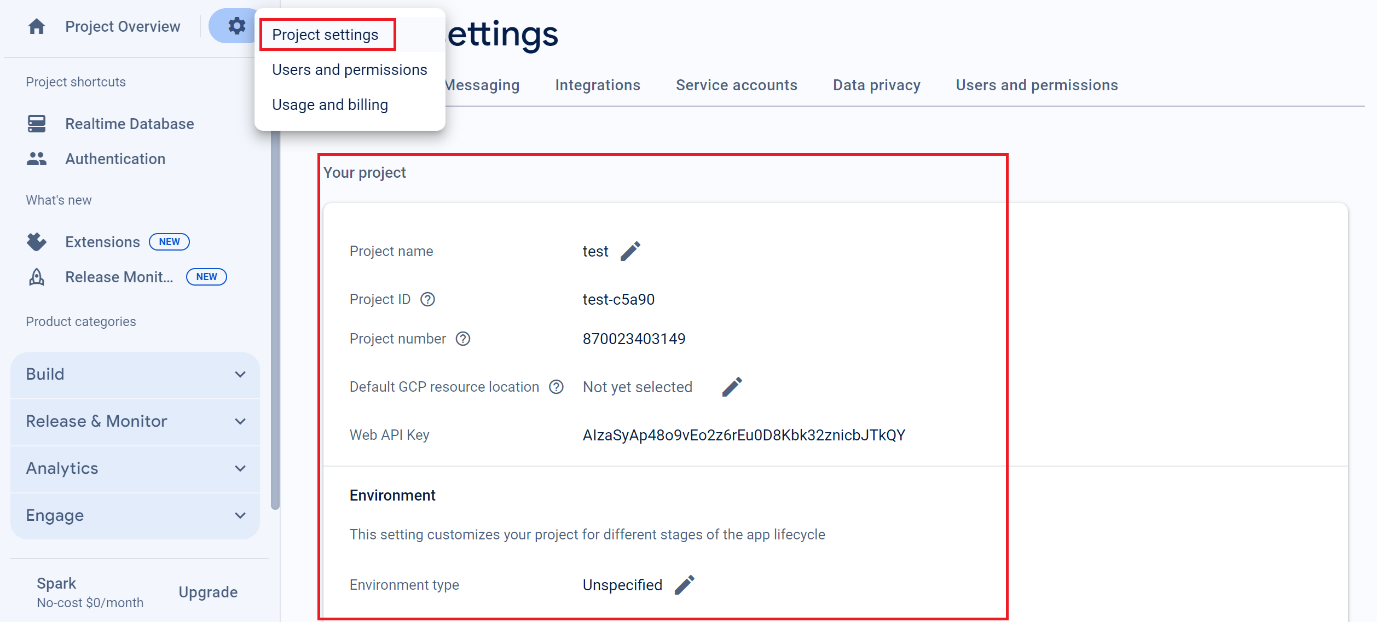 Project Overview
Project settings
Users and permissions
Usage and billing
ettings
Messaging
Integrations
Service accounts
Data privacy
Users and permissions
Project shortcuts
Realtime Database
Authentication
What's new
Extensions NEW
Release Monit... NEW
Product categories
Build
Release & Monitor
Analytics
Engage
Spark
No-cost $0/month
Upgrade
Your project
Project name test
Project ID ? test-c5a90
Project number ? 870023403149
Default GCP resource location ? Not yet selected
Web API Key AIzaSyAp48o9vEo2z6rEu0D8Kbk32znicbJTkQY
Environment
This setting customizes your project for different stages of the app lifecycle
Environment type Unspecified